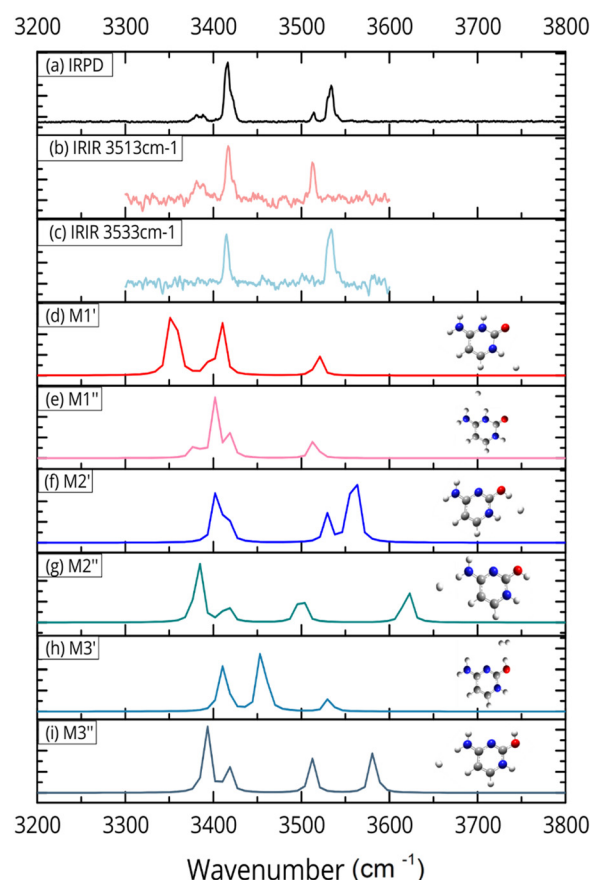 3200 3300 3400 3500 3600 3700 3800
(a) IRPD
(b) IRIR 3513cm-1
(c) IRIR 3533cm-1
(d) M1'
(e) M1''
(f) M2'
(g) M2''
(h) M3'
(i) M3''
3200 3300 3400 3500 3600 3700 3800
Wavenumber (cm⁻¹)